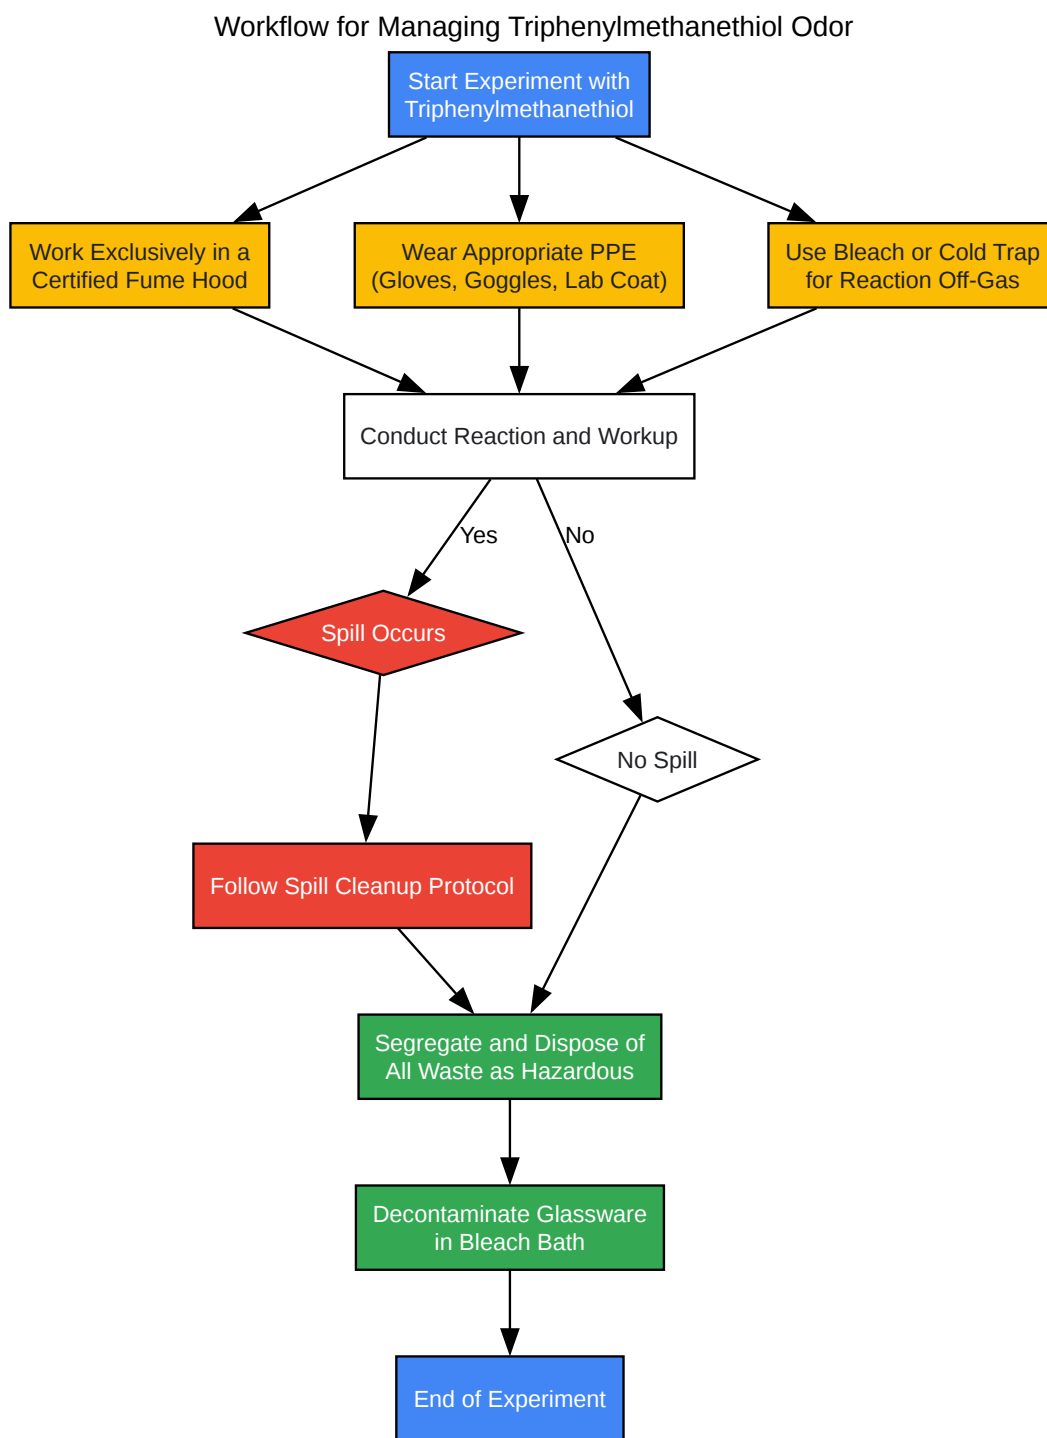 Workflow for Managing Triphenylmethanethiol Odor
Start Experiment with
Triphenylmethanethiol
Work Exclusively in a
Certified Fume Hood
Wear Appropriate PPE
(Gloves, Goggles, Lab Coat)
Use Bleach or Cold Trap
for Reaction Off-Gas
Conduct Reaction and Workup
Yes
No
Spill Occurs
No Spill
Follow Spill Cleanup Protocol
Segregate and Dispose of
All Waste as Hazardous
Decontaminate Glassware
in Bleach Bath
End of Experiment